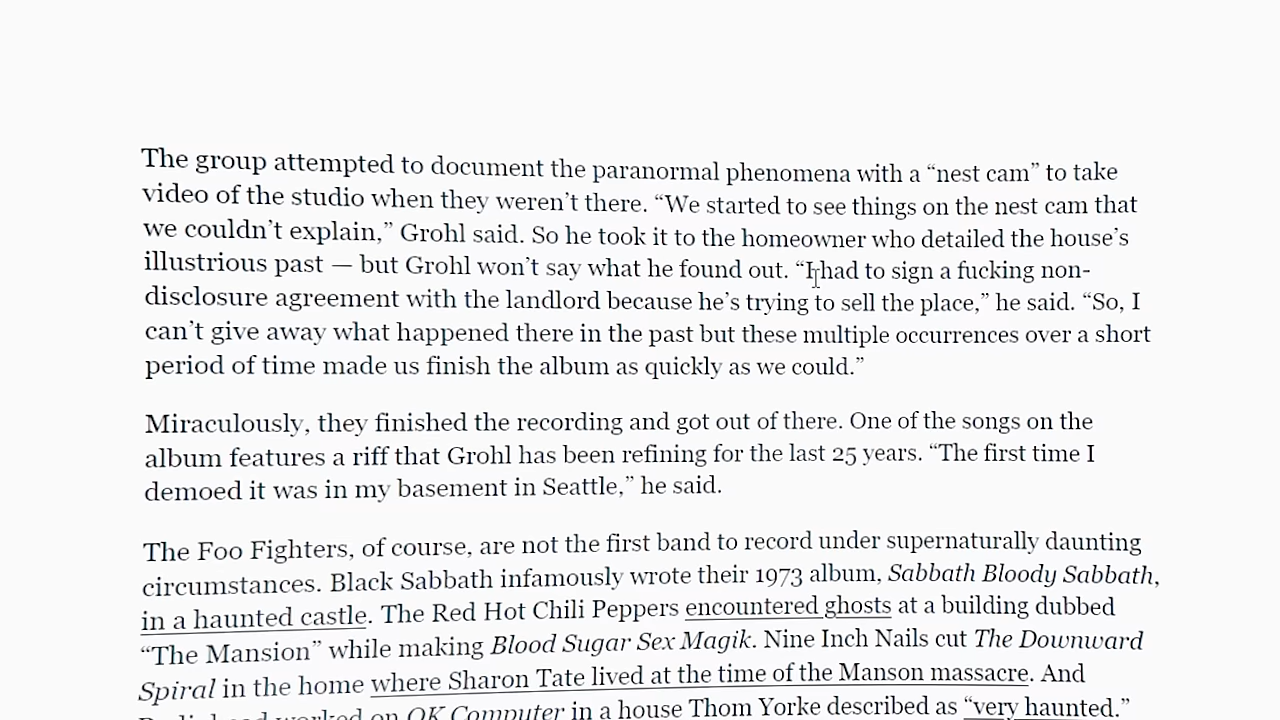 The group attempted to document the paranormal phenomena with a “nest cam” to take
video of the studio when they weren’t there. “We started to see things on the nest cam that
we couldn’t explain,” Grohl said. So he took it to the homeowner who detailed the house’s
illustrious past — but Grohl won’t say what he found out. “I had to sign a fucking non-
disclosure agreement with the landlord because he’s trying to sell the place,” he said. “So, I
can’t give away what happened there in the past but these multiple occurrences over a short
period of time made us finish the album as quickly as we could.”
Miraculously, they finished the recording and got out of there. One of the songs on the
album features a riff that Grohl has been refining for the last 25 years. “The first time I
demoed it was in my basement in Seattle,” he said.
The Foo Fighters, of course, are not the first band to record under supernaturally daunting
circumstances. Black Sabbath infamously wrote their 1973 album, Sabbath Bloody Sabbath,
in a haunted castle. The Red Hot Chili Peppers encountered ghosts at a building dubbed
“The Mansion” while making Blood Sugar Sex Magik. Nine Inch Nails cut The Downward
Spiral in the home where Sharon Tate lived at the time of the Manson massacre. And
worked on OK Computer in a house Thom Yorke described as “very haunted.”